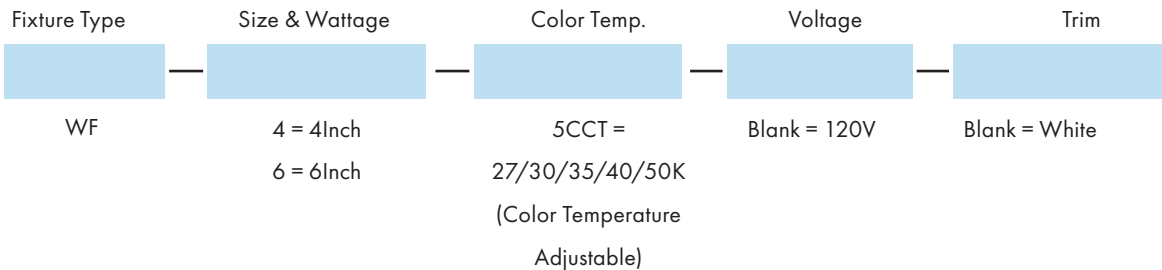 Fixture Type Size & Wattage Color Temp. Voltage Trim
WF 4 = 4Inch 5CCT = Blank = 120V Blank = White
6 = 6Inch 27/30/35/40/50K
(Color Temperature
Adjustable)